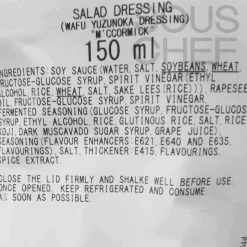 OUS
CHEF
SALAD DRESSING
(WAFU YUZUNOKA DRESSING)
"M'CCORMICK"
150 ml
INGREDIENTS: SOY SAUCE (WATER, SALT, SOYBEANS, WHEAT,
FRUCTOSE-GLUCOSE SYRUP, SPIRIT VINEGAR (ETHYL
ALCOHOL, RICE, WHEAT, SALT, SAKE LEES (RICE))), RAPESEED
OIL, FRUCTOSE-GLUCOSE SYRUP, SPIRIT VINEGAR,
FERMENTED SEASONING (GLUCOSE SYRUP, FRUCTOSE-GLUCOSE
SYRUP, ETHYL ALCOHOL, RICE, GLUTINOUS RICE, SALT, RICE
KOJI, DARK MUSCAVADO SUGAR SYRUP, GRAPE JUICE),
SEASONING (FLAVOUR ENHANCERS: E621, E640 AND E635,
FLAVOURINGS), SALT, THICKENER E415, FLAVOURINGS,
SPICE EXTRACT.
CLOSE THE LID FIRMLY AND SHALKE WELL BEFORE USE.
ONCE OPENED, KEEP REFRIGERATED AND CONSUME
AS SOON AS POSSIBLE.